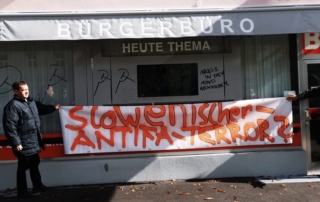 BÜRGERBÜRO
HEUTE THEMA
Slowenischer-
ANTIFA-TERROR?